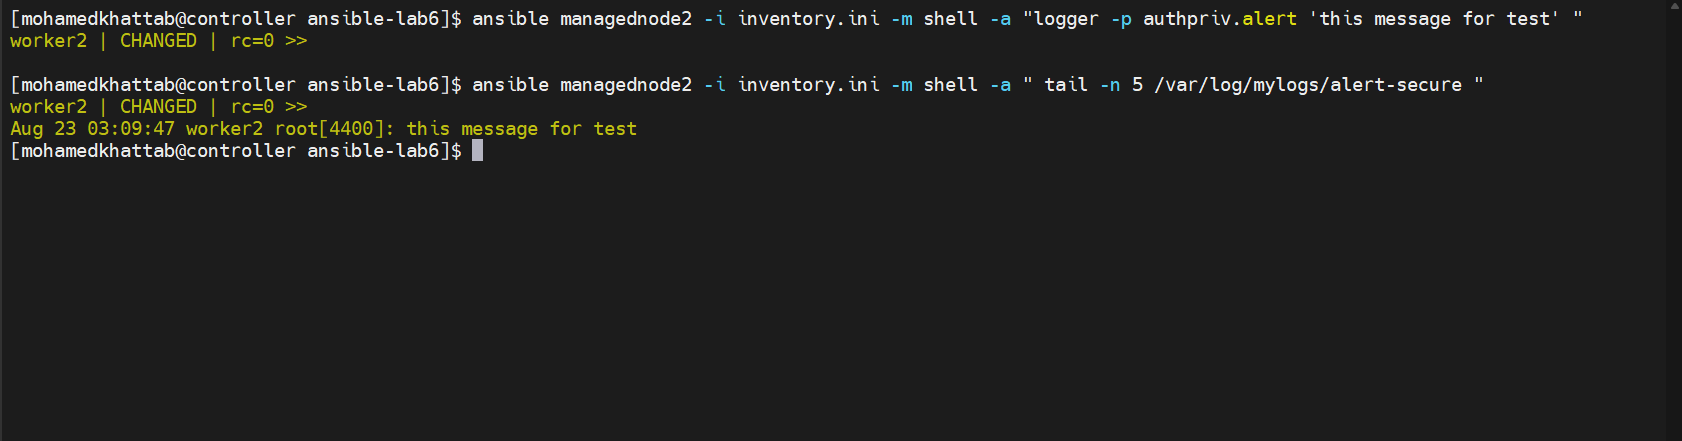 [mohamedkhattab@controller ansible-lab6]$ ansible managednode2 -i inventory.ini -m shell -a "logger -p authpriv.alert 'this message for test' "
worker2 | CHANGED | rc=0 >>
[mohamedkhattab@controller ansible-lab6]$ ansible managednode2 -i inventory.ini -m shell -a " tail -n 5 /var/log/mylogs/alert-secure "
worker2 | CHANGED | rc=0 >>
Aug 23 03:09:47 worker2 root[4400]: this message for test
[mohamedkhattab@controller ansible-lab6]$